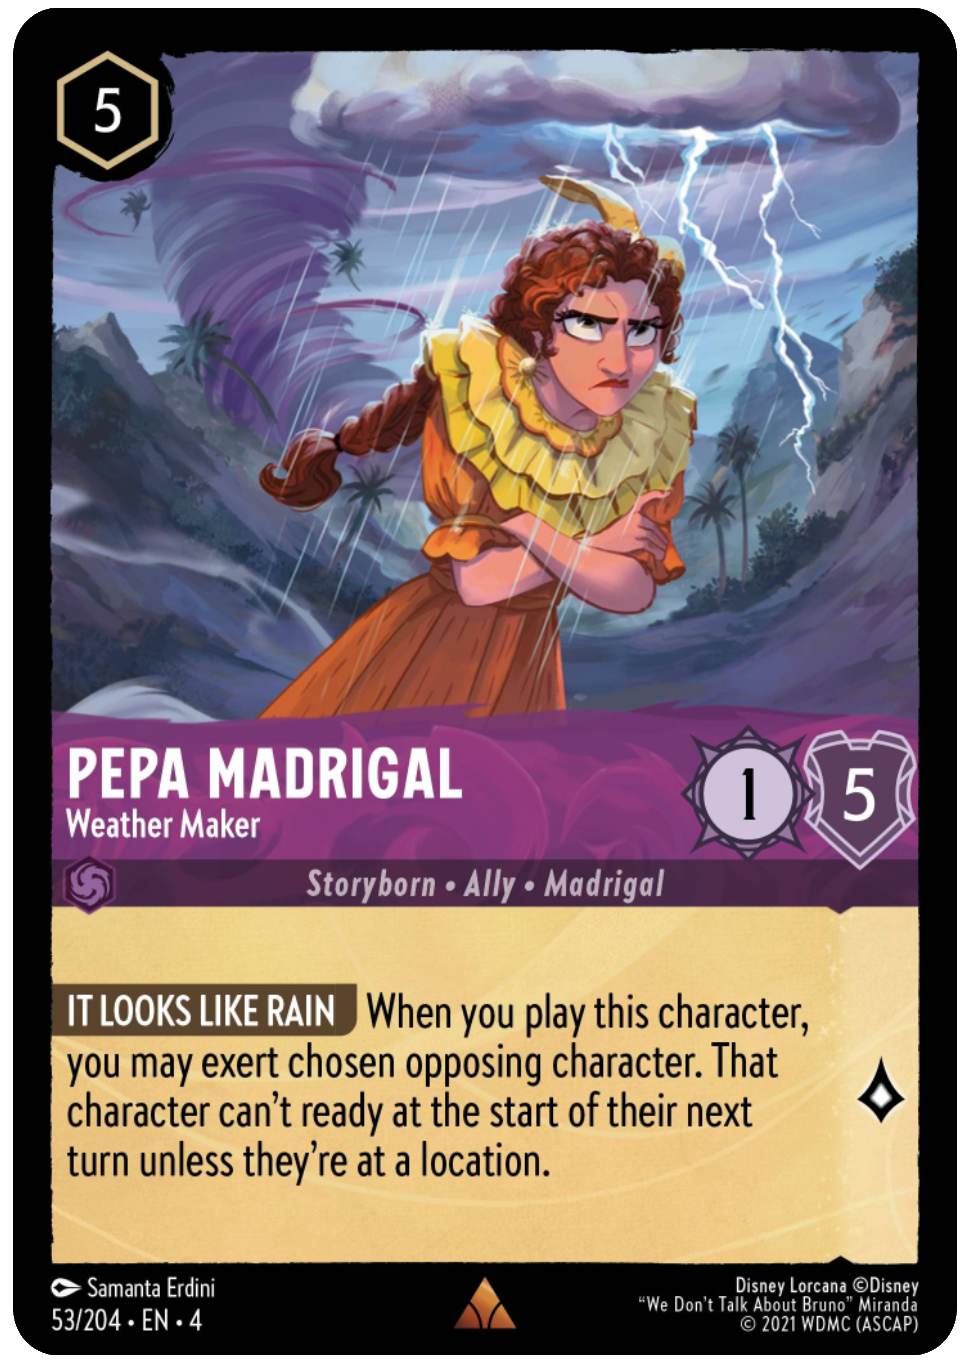 5
PEPA MADRIGAL
Weather Maker
1
5
Storyborn • Ally • Madrigal
IT LOOKS LIKE RAIN When you play this character,
you may exert chosen opposing character. That
character can't ready at the start of their next
turn unless they're at a location.
Samanta Erdini
53/204 • EN • 4
Disney Lorcana ©Disney
“We Don't Talk About Bruno” Miranda
© 2021 WDMC (ASCAP)